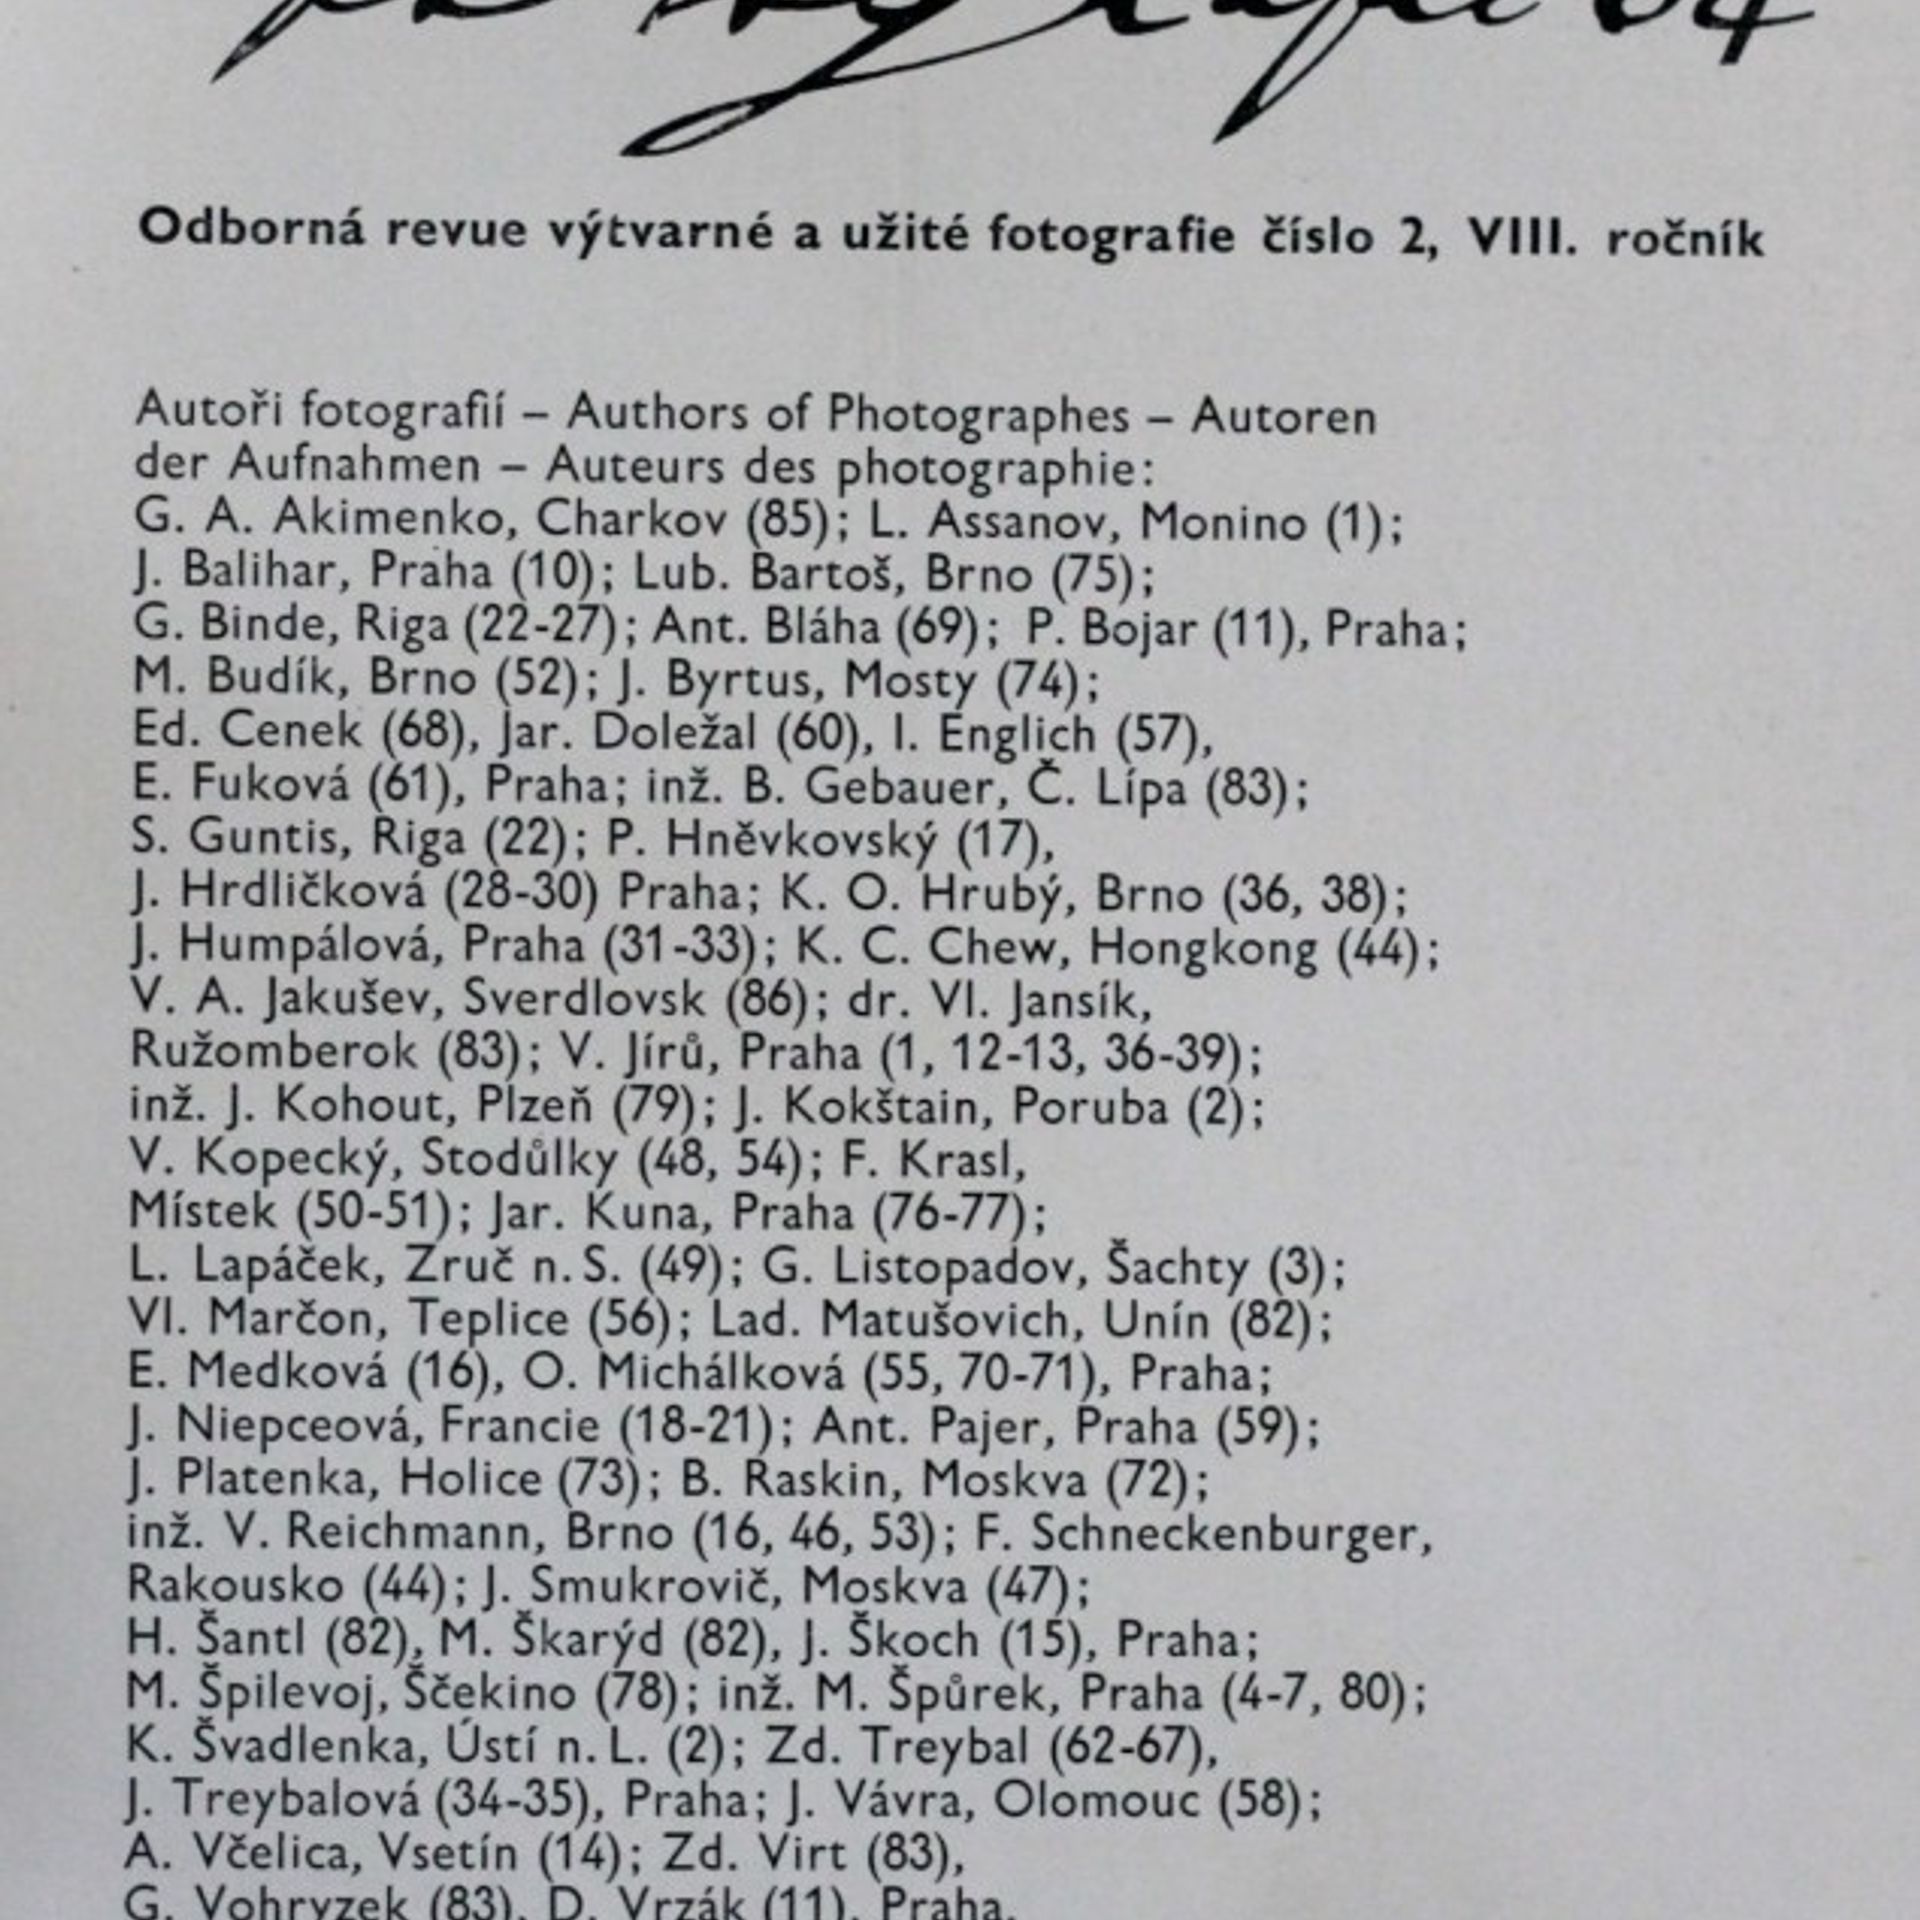 Odborná revue výtvarné a užité fotografie číslo 2, VIII. ročník
Autoři fotografií – Authors of Photographes – Autoren
der Aufnahmen – Auteurs des photographie:
G. A. Akimenko, Charkov (85); L. Assanov, Monino (1);
J. Balihar, Praha (10); Lub. Bartoš, Brno (75);
G. Binde, Riga (22-27); Ant. Bláha (69); P. Bojar (11), Praha;
M. Budík, Brno (52); J. Byrtus, Mosty (74);
Ed. Cenek (68), Jar. Doležal (60), I. Englich (57),
E. Fuková (61), Praha; inž. B. Gebauer, Č. Lípa (83);
S. Guntis, Riga (22); P. Hněvkovský (17),
J. Hrdličková (28-30) Praha; K. O. Hrubý, Brno (36, 38);
J. Humpálová, Praha (31-33); K. C. Chew, Hongkong (44);
V. A. Jakušev, Sverdlovsk (86); dr. Vl. Jansík,
Ružomberok (83); V. Jírů, Praha (1, 12-13, 36-39);
inž. J. Kohout, Plzeň (79); J. Kokštain, Poruba (2);
V. Kopecký, Stodůlky (48, 54); F. Krasl,
Místek (50-51); Jar. Kuna, Praha (76-77);
L. Lapáček, Zruč n. S. (49); G. Listopadov, Šachty (3);
Vl. Marčon, Teplice (56); Lad. Matušovich, Unín (82);
E. Medková (16), O. Michálková (55, 70-71), Praha;
J. Niepceová, Francie (18-21); Ant. Pajer, Praha (59);
J. Platenka, Holice (73); B. Raskin, Moskva (72);
inž. V. Reichmann, Brno (16, 46, 53); F. Schneckenburger,
Rakousko (44); J. Smukrovič, Moskva (47);
H. Šantl (82), M. Škarýd (82), J. Škoch (15), Praha;
M. Špilevoj, Ščekino (78); inž. M. Špůrek, Praha (4-7, 80);
K. Švadlenka, Ústí n. L. (2); Zd. Treybal (62-67),
J. Treybalová (34-35), Praha; J. Vávra, Olomouc (58);
A. Včelica, Vsetín (14); Zd. Virt (83),
G. Vohryzek (83), D. Vrzák (11), Praha.